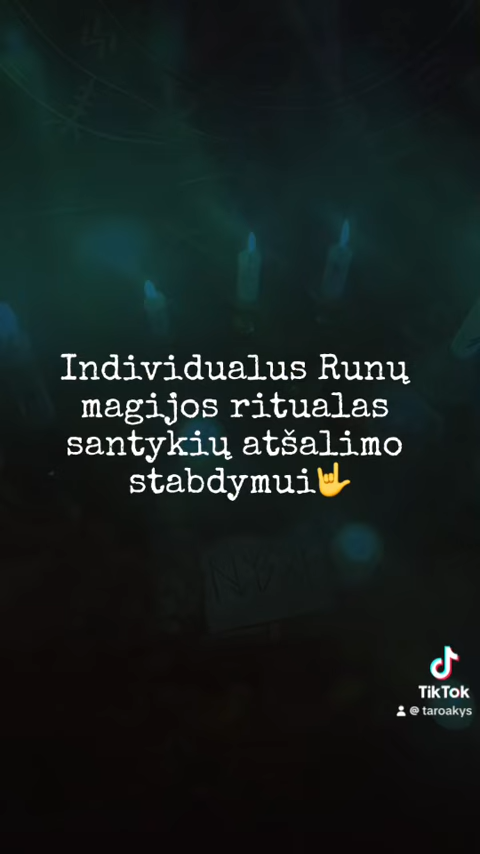 Individualus Runų
magijos ritualas
santykių atšalimo
stabdymui🤟
TikTok
@ taroakys